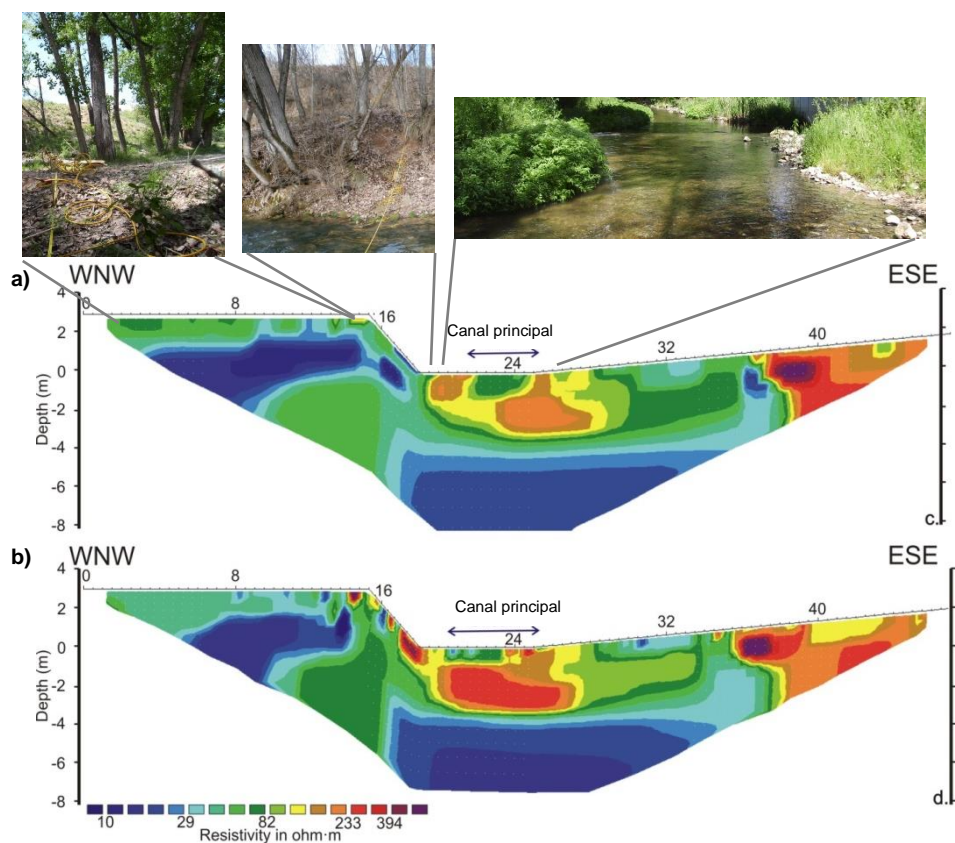 a)
WNW
ESE
4
2
0
-2
-4
-6
-8
Depth (m)
0
8
16
Canal principal
24
32
40
c.
b)
WNW
ESE
4
2
0
-2
-4
-6
-8
Depth (m)
0
8
16
Canal principal
24
32
40
d.
10
29
82
233
394
Resistivity in ohm·m